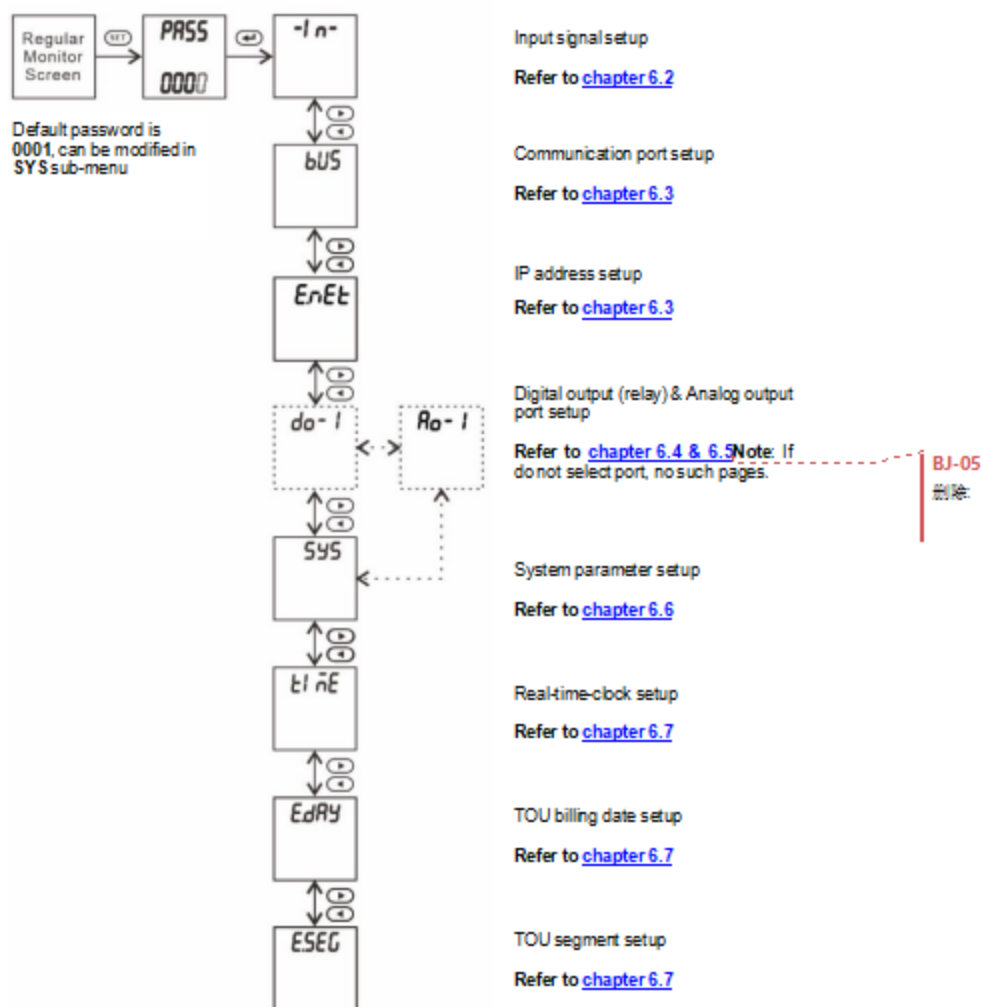 Regular
Monitor
Screen
SET
PASS
0000
-In-
Input signal setup
Refer to chapter 6.2
Default password is
0001, can be modified in
SYS sub-menu
bUS
Communication port setup
Refer to chapter 6.3
EnEt
IP address setup
Refer to chapter 6.3
do-1
Ao-1
Digital output (relay) & Analog output
port setup
Refer to chapter 6.4 & 6.5Note: If
do not select port, no such pages.
BJ-05
删除:
SYS
System parameter setup
Refer to chapter 6.6
tIñE
Real-time-clock setup
Refer to chapter 6.7
EdAY
TOU billing date setup
Refer to chapter 6.7
E.SEG
TOU segment setup
Refer to chapter 6.7